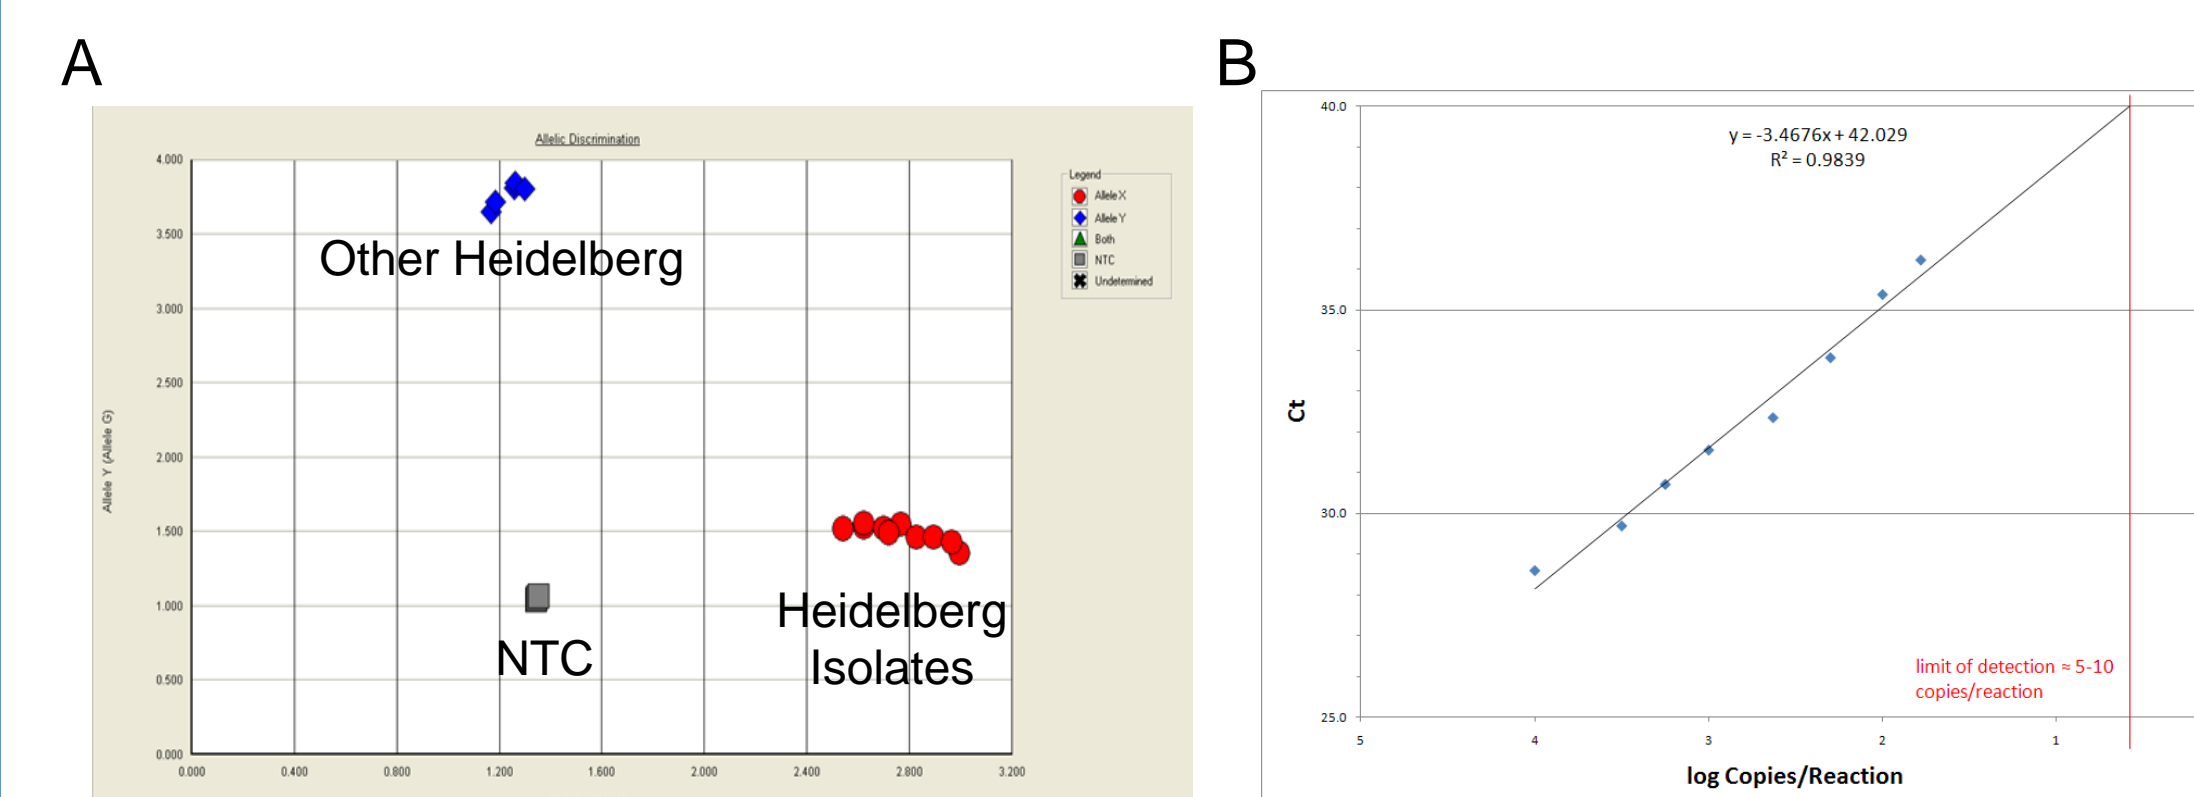 A
Allelic Discrimination
4.000
3.500
3.000
2.500
2.000
1.500
1.000
0.500
0.000
0.000 0.400 0.800 1.200 1.600 2.000 2.400 2.800 3.200
Allele Y (Allele G)
Other Heidelberg
NTC
Heidelberg
Isolates
Legend
Allele X
Allele Y
Both
NTC
Undetermined
B
40.0
35.0
30.0
25.0
Ct
y = -3.4676x + 42.029
R² = 0.9839
limit of detection ≈ 5-10
copies/reaction
5 4 3 2 1
log Copies/Reaction